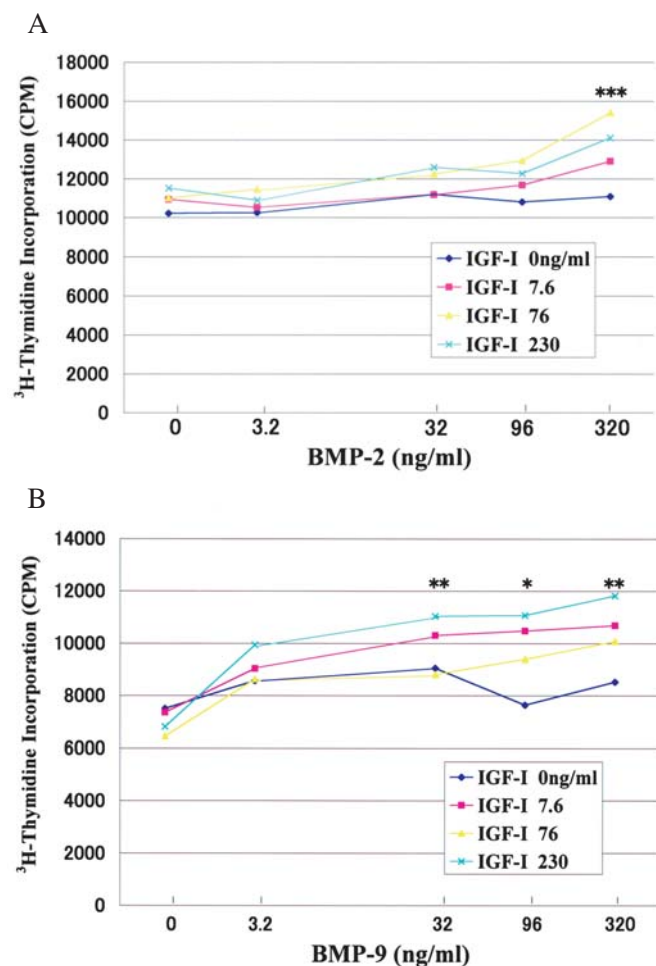 A
18000
16000
14000
12000
10000
8000
6000
4000
2000
0
³H-Thymidine Incorporation (CPM)
***
IGF-I 0ng/ml
IGF-I 7.6
IGF-I 76
IGF-I 230
0 3.2 32 96 320
BMP-2 (ng/ml)
B
14000
12000
10000
8000
6000
4000
2000
0
³H-Thymidine Incorporation (CPM)
** * **
IGF-I 0ng/ml
IGF-I 7.6
IGF-I 76
IGF-I 230
0 3.2 32 96 320
BMP-9 (ng/ml)